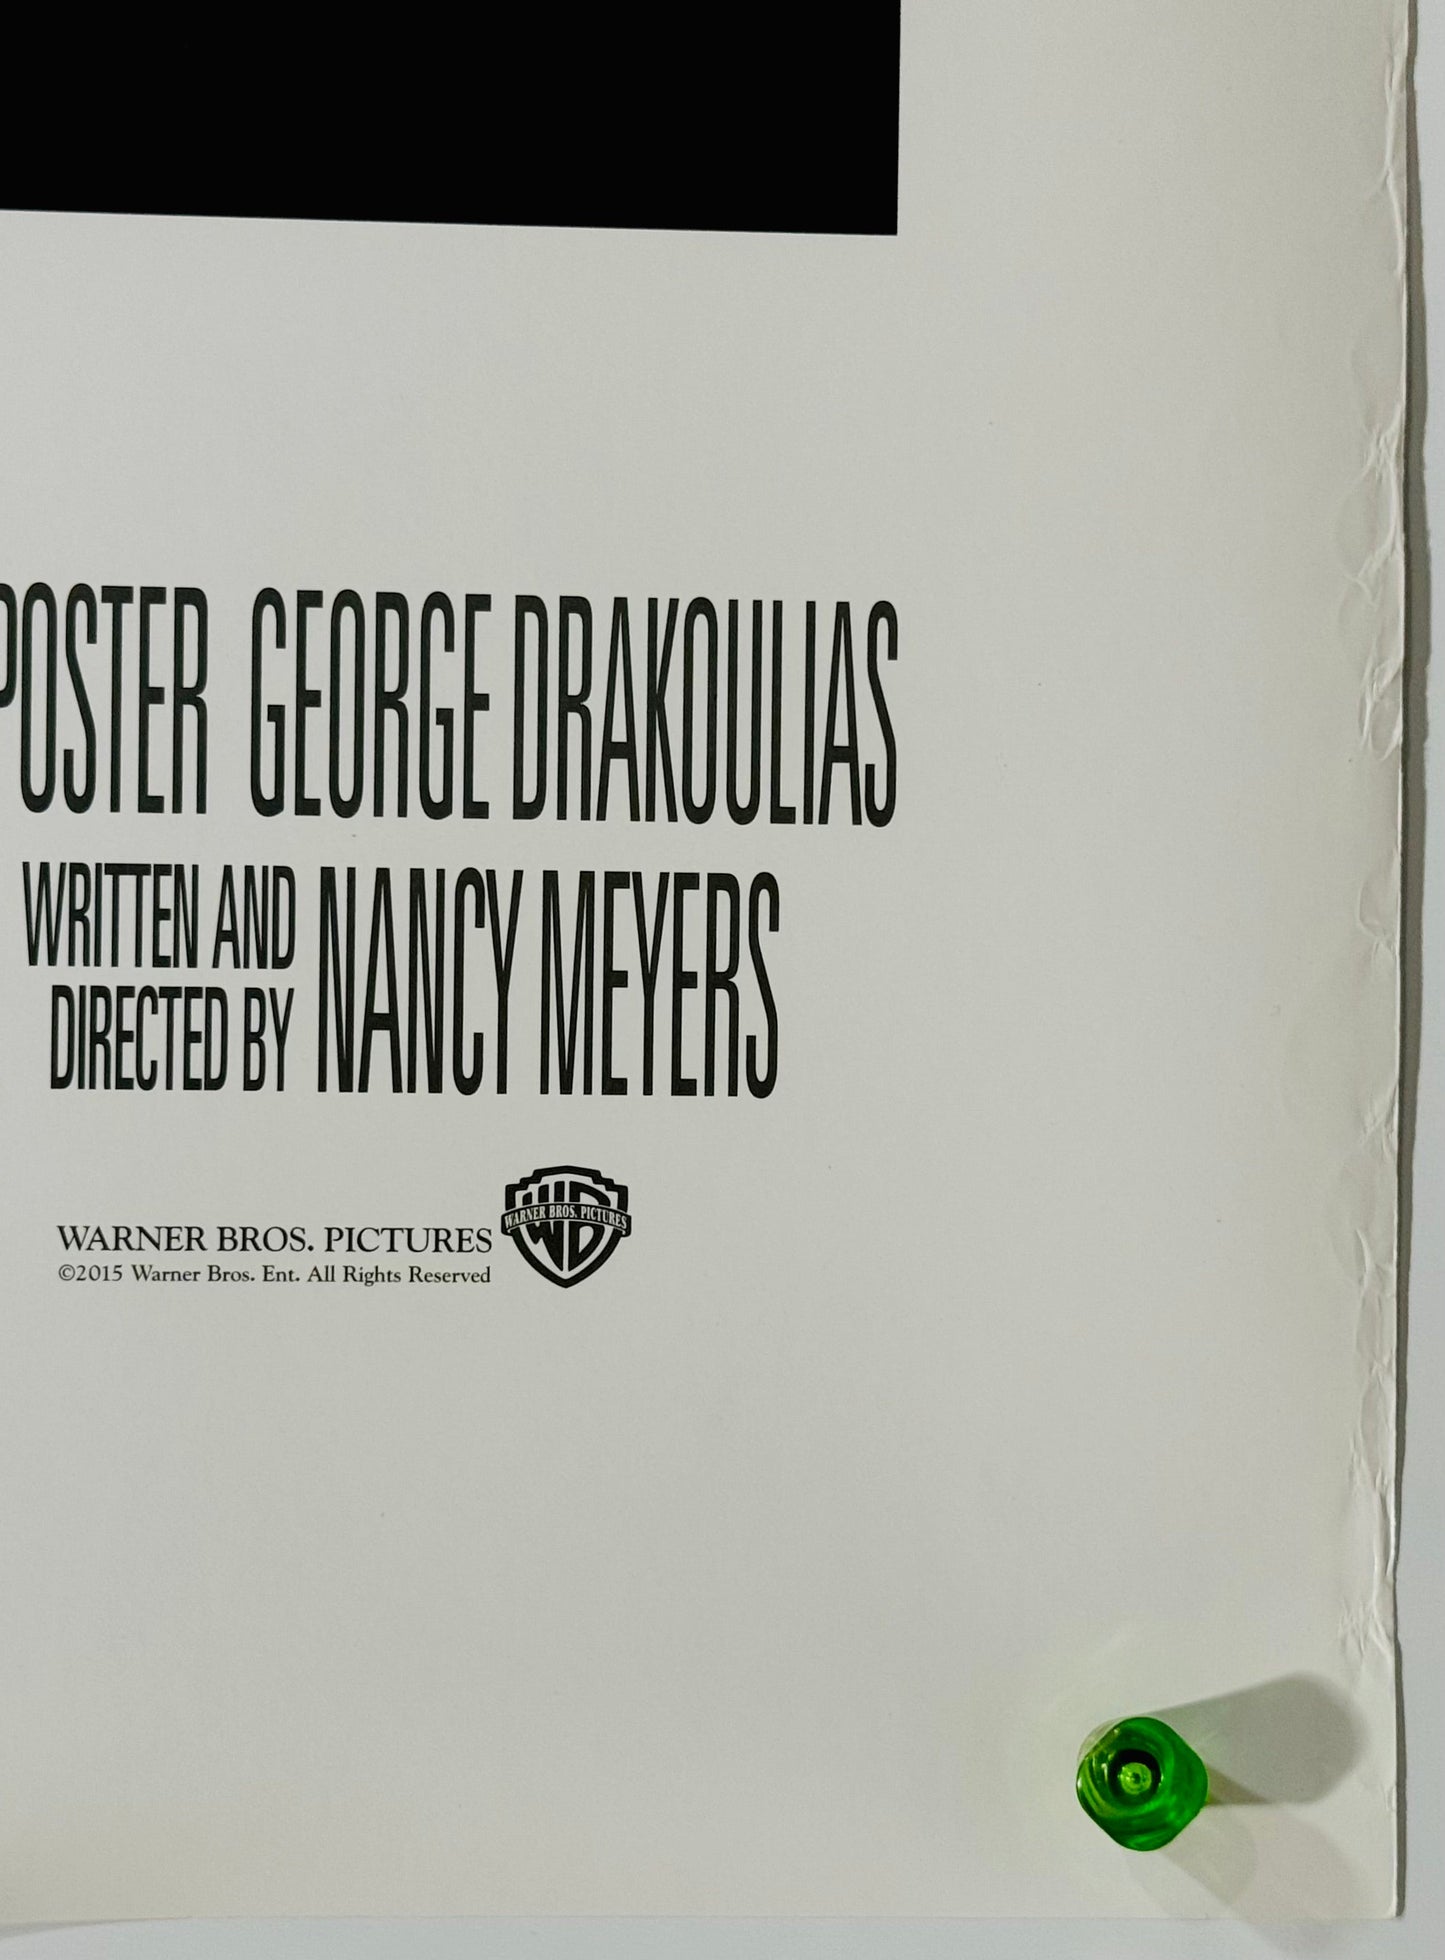 POSTER GEORGE DRAKOULIAS
WRITTEN AND
DIRECTED BY NANCY MEYERS
WARNER BROS. PICTURES
©2015 Warner Bros. Ent. All Rights Reserved
WB
WARNER BROS. PICTURES